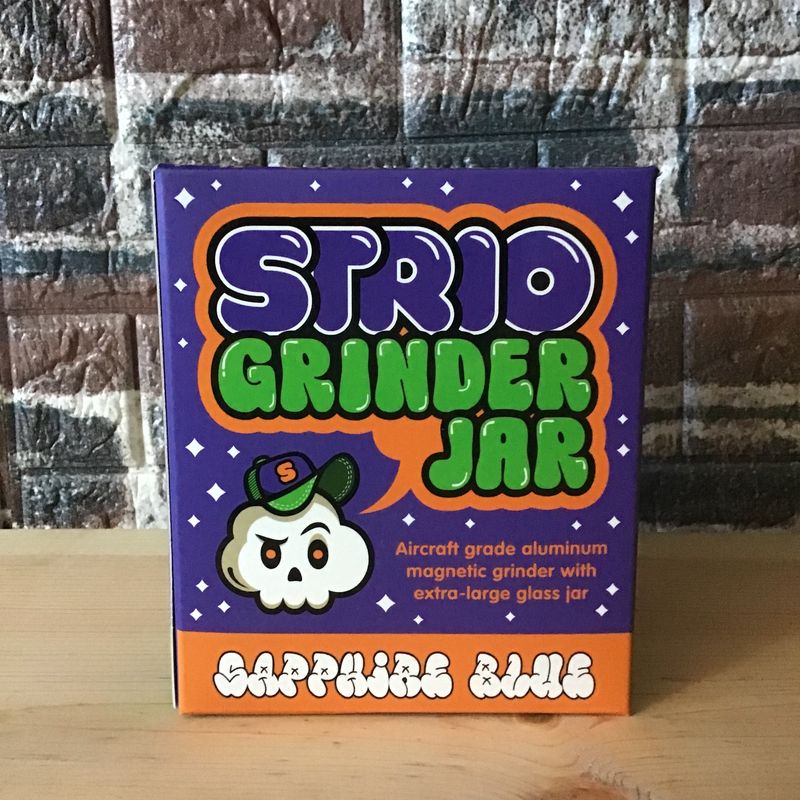 STRIO
GRINDER
JAR
S
Aircraft grade aluminum
magnetic grinder with
extra-large glass jar
SAPPHIRE BLUE